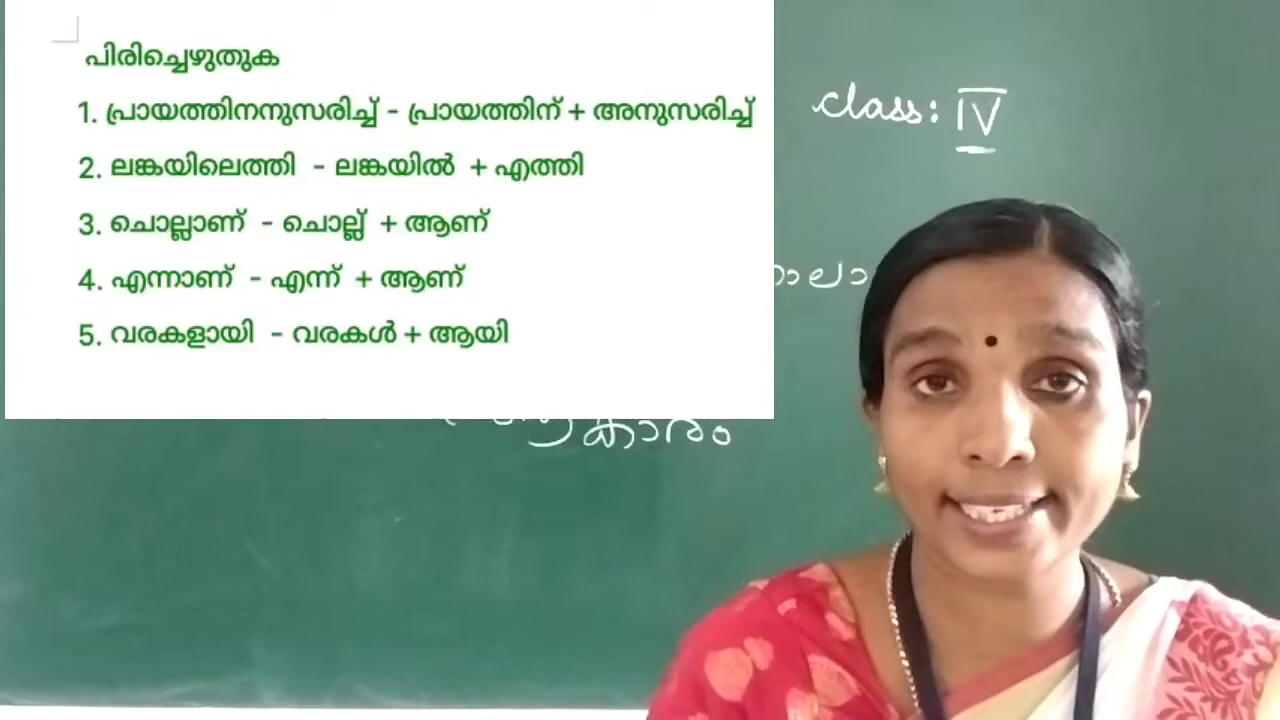 പിരിച്ചെഴുതുക
1. പ്രായത്തിനനുസരിച്ച് - പ്രായത്തിന് + അനുസരിച്ച്
2. ലങ്കയിലെത്തി - ലങ്കയിൽ + എത്തി
3. ചൊല്ലാണ് - ചൊല്ല് + ആണ്
4. എന്നാണ് - എന്ന് + ആണ്
5. വരകളായി - വരകൾ + ആയി
class: IV